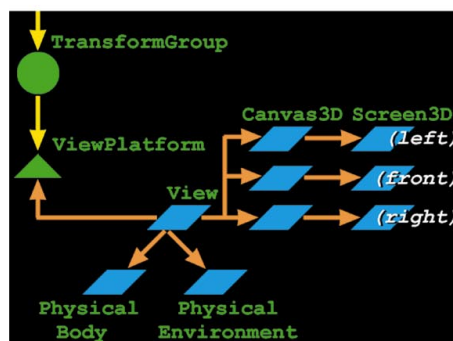 TransformGroup
Canvas3D Screen3D
(left)
ViewPlatform
(front)
View
(right)
Physical Body
Physical Environment